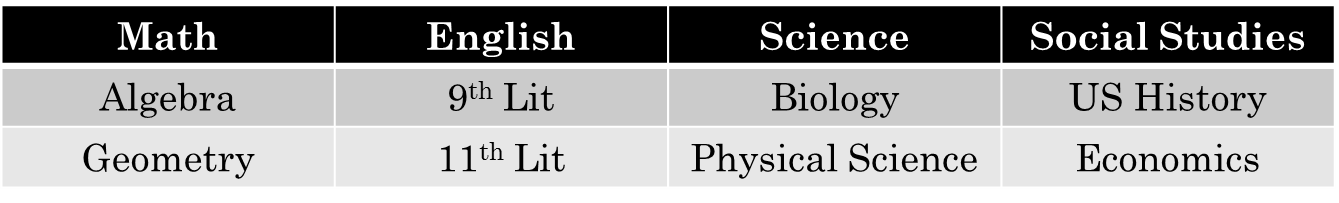 Math English Science Social Studies
Algebra 9th Lit Biology US History
Geometry 11th Lit Physical Science Economics